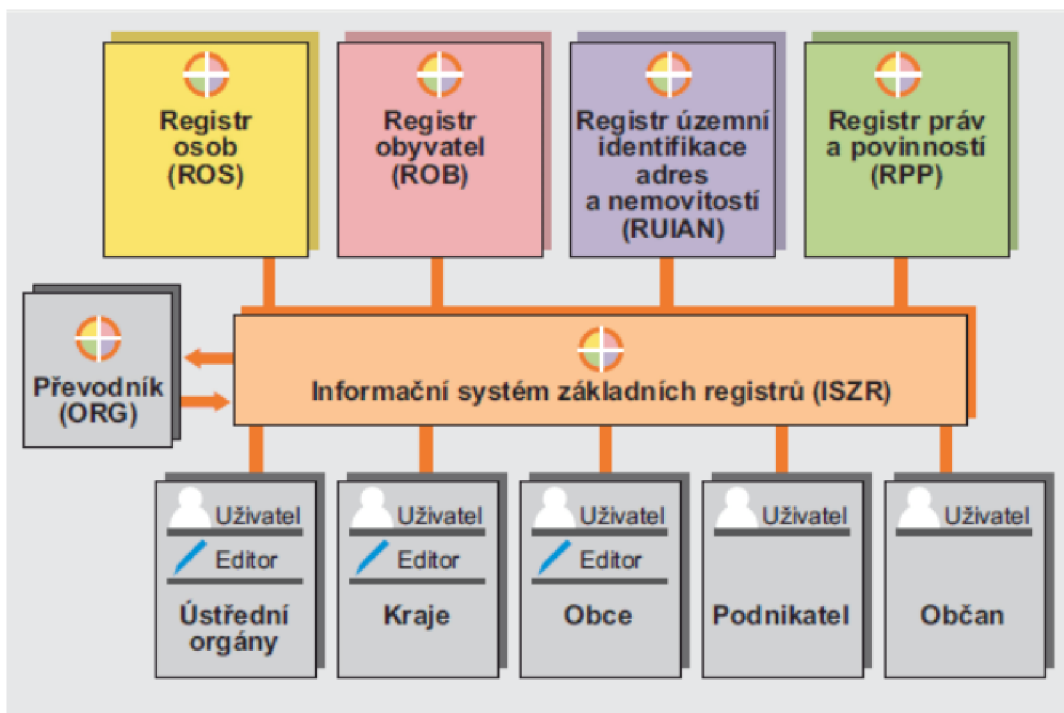 Registr
osob
(ROS)
Registr
obyvatel
(ROB)
Registr územní
identifikace
adres
a nemovitostí
(RUIAN)
Registr práv
a povinností
(RPP)
Převodník
(ORG)
Informační systém základních registrů (ISZR)
Uživatel
Editor
Ústřední
orgány
Uživatel
Editor
Kraje
Uživatel
Editor
Obce
Uživatel
Podnikatel
Uživatel
Občan